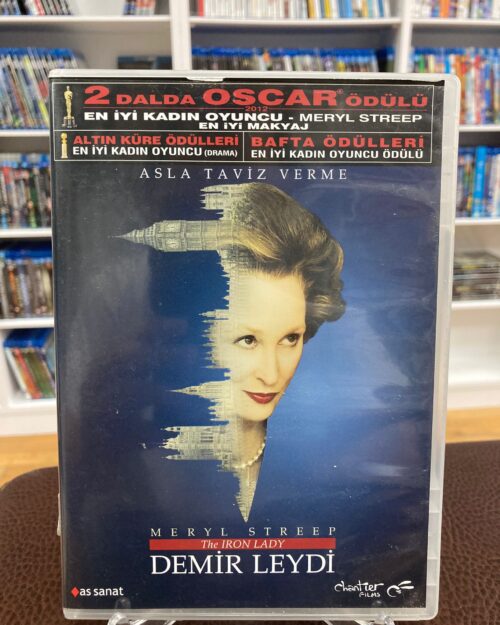 2 DALDA OSCAR® ÖDÜLÜ
2012
EN İYİ KADIN OYUNCU - MERYL STREEP
EN İYİ MAKYAJ
ALTIN KÜRE ÖDÜLLERİ
EN İYİ KADIN OYUNCU (DRAMA)
BAFTA ÖDÜLLERİ
EN İYİ KADIN OYUNCU ÖDÜLÜ
ASLA TAVİZ VERME
MERYL STREEP
The IRON LADY
DEMİR LEYDİ
as sanat
Chantier
FILMS